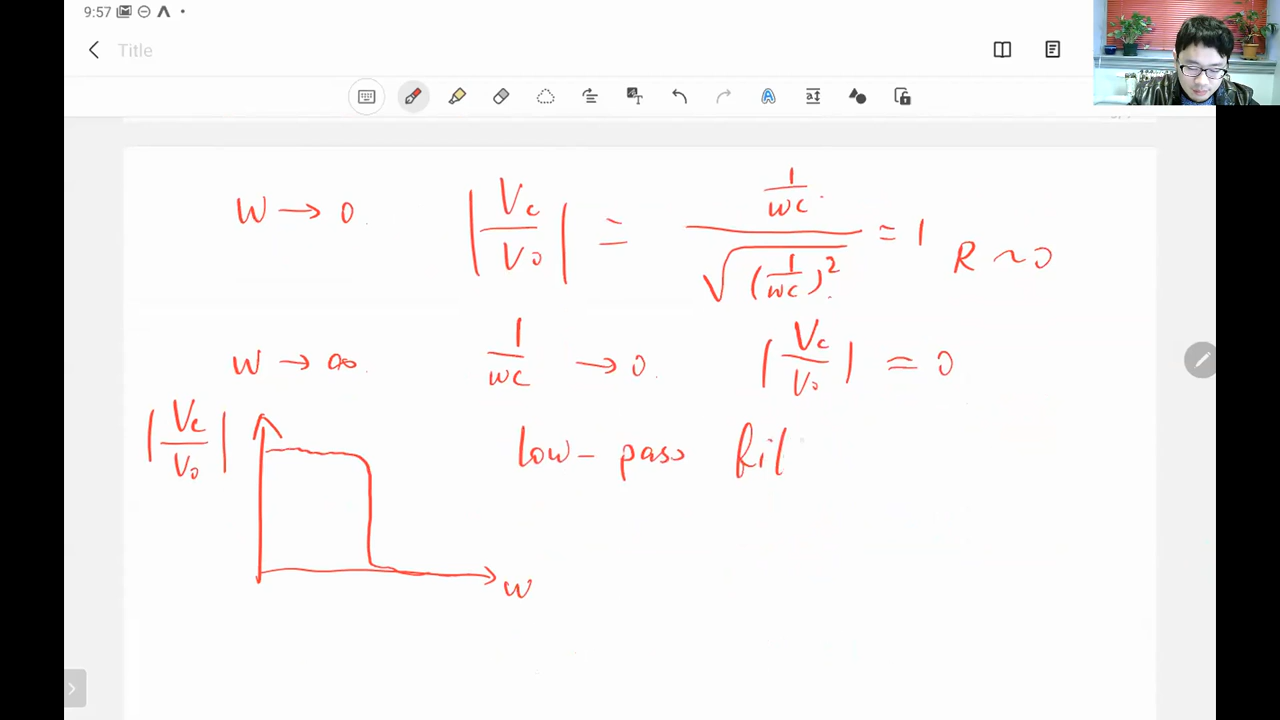 9:57
Title
W → 0 |Vc/V0| = (1/wc)/√((1/wc)²) = 1 R ~ 0
W → ∞ 1/wc → 0 |Vc/V0| = 0
|Vc/V0|
low-pass fil
w